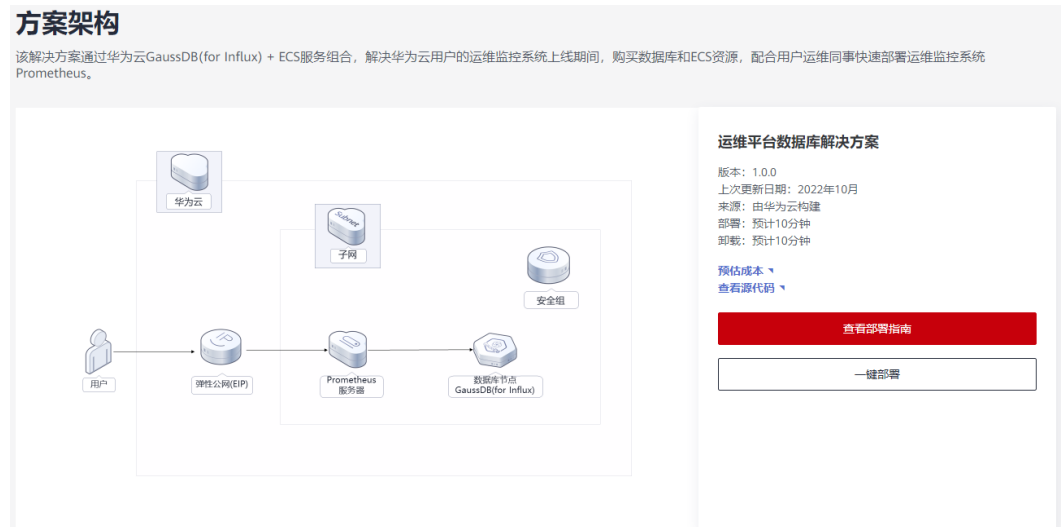 方案架构
该解决方案通过华为云GaussDB(for Influx) + ECS服务组合，解决华为云用户的运维监控系统上线期间，购买数据库和ECS资源，配合用户运维同事快速部署运维监控系统
Prometheus。
华为云
Subnet
子网
安全组
IP
用户
弹性公网(EIP)
Prometheus
服务器
数据库节点
GaussDB(for Influx)
运维平台数据库解决方案
版本：1.0.0
上次更新日期：2022年10月
来源：由华为云构建
部署：预计10分钟
卸载：预计10分钟
预估成本
查看源代码
查看部署指南
一键部署